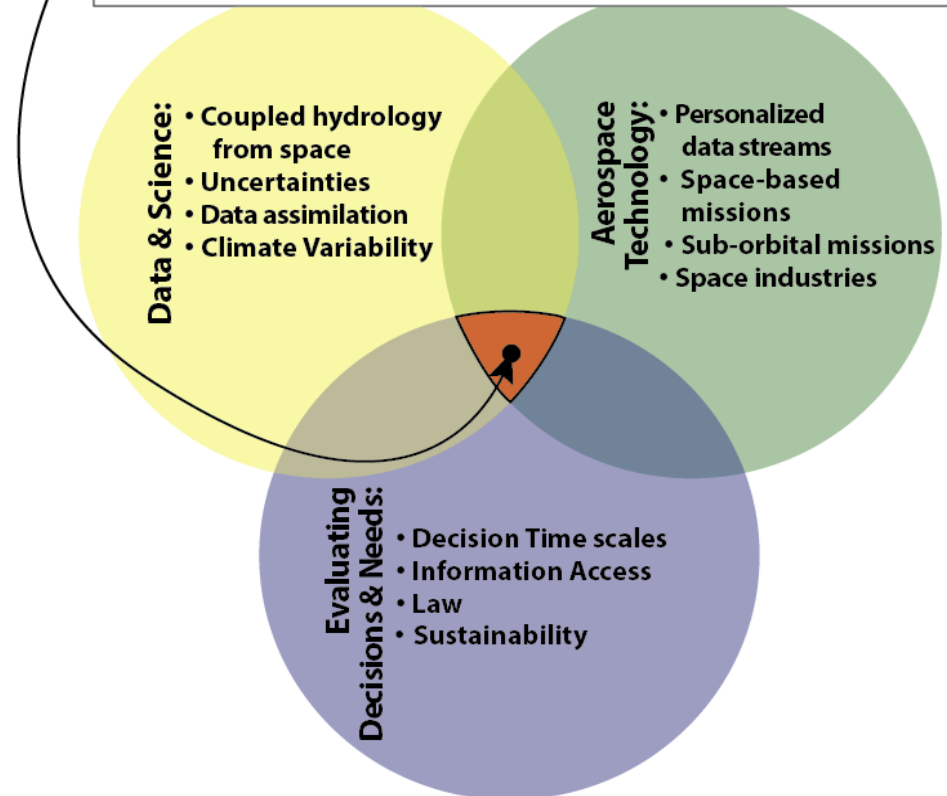 Data & Science:
• Coupled hydrology
from space
• Uncertainties
• Data assimilation
• Climate Variability
Aerospace
Technology:
• Personalized
data streams
• Space-based
missions
• Sub-orbital missions
• Space industries
Evaluating
Decisions & Needs:
• Decision Time scales
• Information Access
• Law
• Sustainability